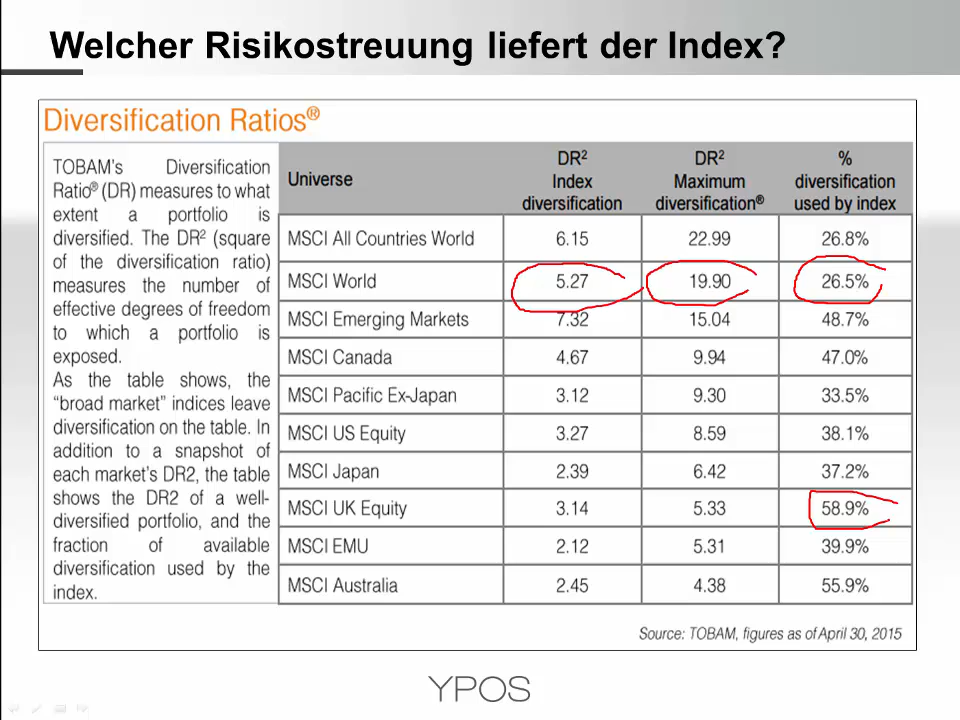 Welcher Risikostreuung liefert der Index?
Diversification Ratios®
TOBAM's Diversification
Ratio® (DR) measures to what
extent a portfolio is
diversified. The DR² (square
of the diversification ratio)
measures the number of
effective degrees of freedom
to which a portfolio is
exposed.
As the table shows, the
“broad market” indices leave
diversification on the table. In
addition to a snapshot of
each market's DR2, the table
shows the DR2 of a well-
diversified portfolio, and the
fraction of available
diversification used by the
index.
Universe
DR²
Index
diversification
DR²
Maximum
diversification®
%
diversification
used by index
MSCI All Countries World 6.15 22.99 26.8%
MSCI World 5.27 19.90 26.5%
MSCI Emerging Markets 7.32 15.04 48.7%
MSCI Canada 4.67 9.94 47.0%
MSCI Pacific Ex-Japan 3.12 9.30 33.5%
MSCI US Equity 3.27 8.59 38.1%
MSCI Japan 2.39 6.42 37.2%
MSCI UK Equity 3.14 5.33 58.9%
MSCI EMU 2.12 5.31 39.9%
MSCI Australia 2.45 4.38 55.9%
Source: TOBAM, figures as of April 30, 2015
YPOS